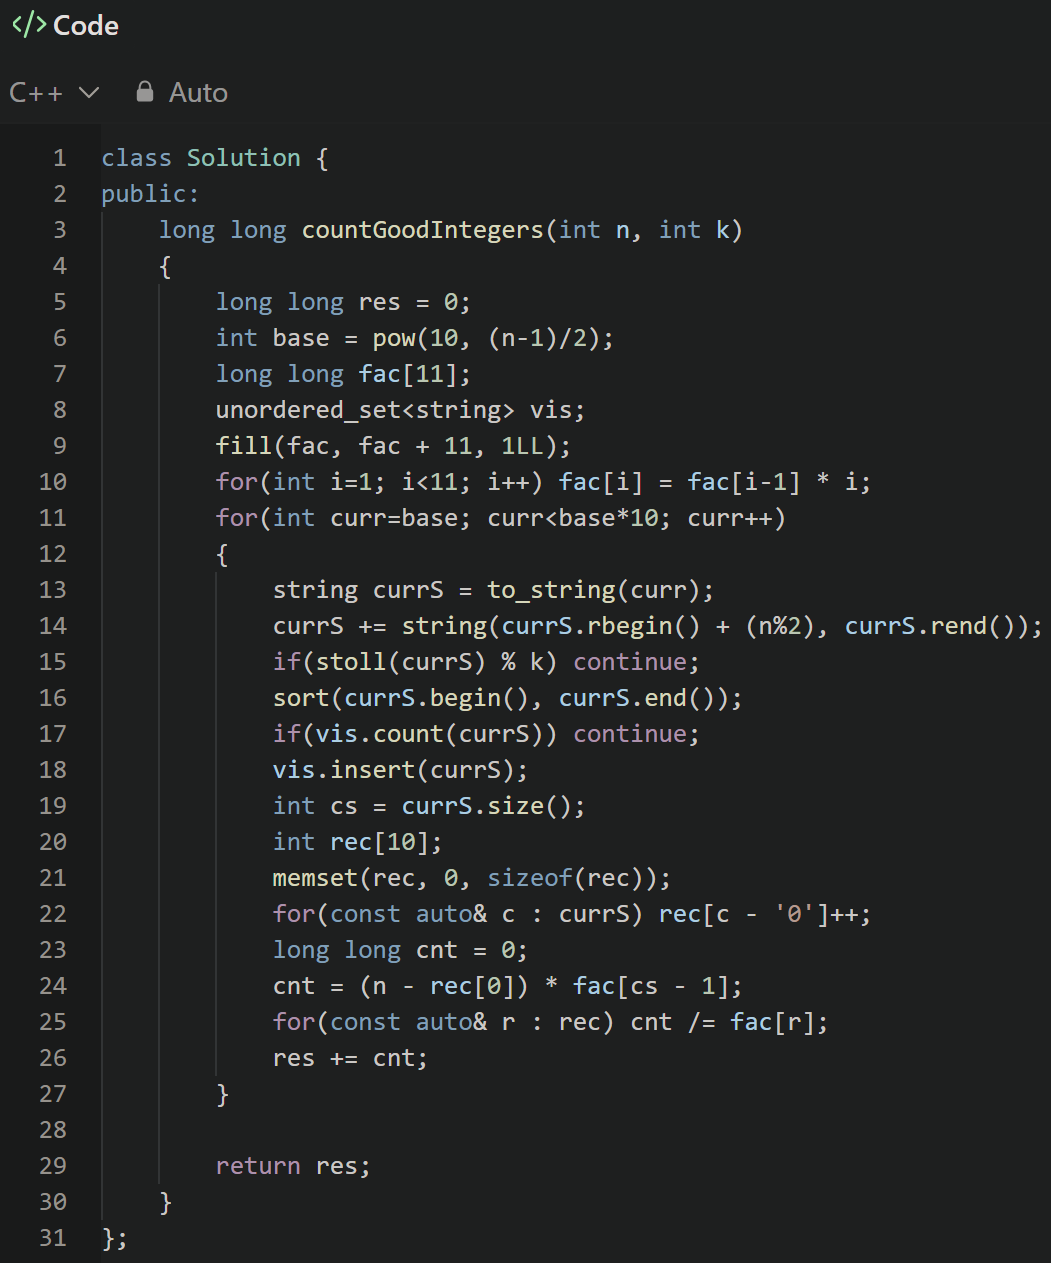 </> Code
C++ Auto
1 class Solution {
2 public:
3     long long countGoodIntegers(int n, int k)
4     {
5         long long res = 0;
6         int base = pow(10, (n-1)/2);
7         long long fac[11];
8         unordered_set<string> vis;
9         fill(fac, fac + 11, 1LL);
10         for(int i=1; i<11; i++) fac[i] = fac[i-1] * i;
11         for(int curr=base; curr<base*10; curr++)
12         {
13             string currS = to_string(curr);
14             currS += string(currS.rbegin() + (n%2), currS.rend());
15             if(stoll(currS) % k) continue;
16             sort(currS.begin(), currS.end());
17             if(vis.count(currS)) continue;
18             vis.insert(currS);
19             int cs = currS.size();
20             int rec[10];
21             memset(rec, 0, sizeof(rec));
22             for(const auto& c : currS) rec[c - '0']++;
23             long long cnt = 0;
24             cnt = (n - rec[0]) * fac[cs - 1];
25             for(const auto& r : rec) cnt /= fac[r];
26             res += cnt;
27         }
28
29         return res;
30     }
31 };